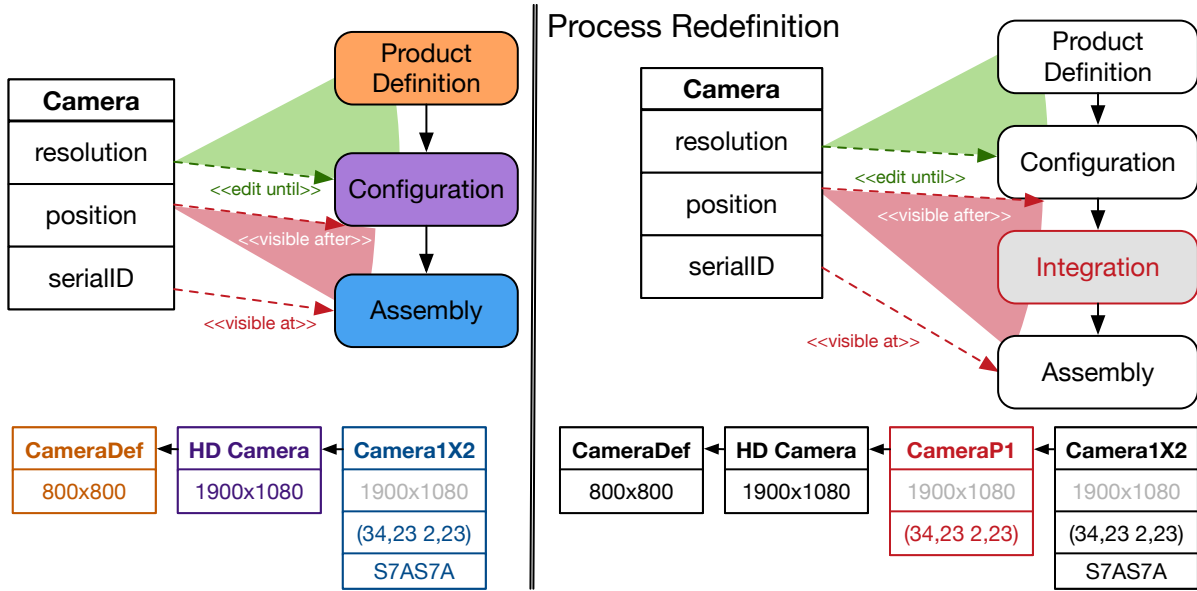 Product
Definition
Camera
resolution
position
serialID
<<edit until>>
Configuration
<<visible after>>
Assembly
<<visible at>>
CameraDef
800x800
HD Camera
1900x1080
Camera1X2
1900x1080
(34,23 2,23)
S7AS7A
Process Redefinition
Product
Definition
Camera
resolution
position
serialID
<<edit until>>
Configuration
<<visible after>>
Integration
<<visible at>>
Assembly
CameraDef
800x800
HD Camera
1900x1080
CameraP1
1900x1080
(34,23 2,23)
Camera1X2
1900x1080
(34,23 2,23)
S7AS7A